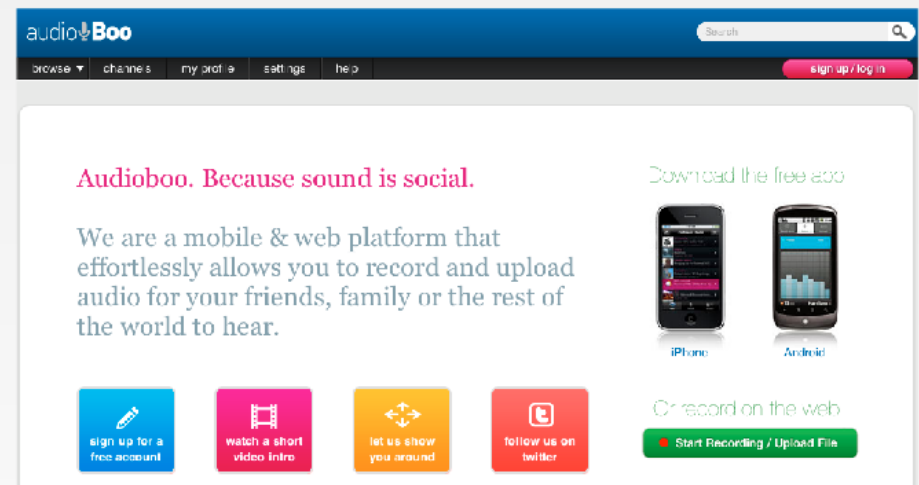 audioBoo
Search
browse ▼ channels my profile settings help
sign up / log in
Audioboo. Because sound is social.
We are a mobile & web platform that
effortlessly allows you to record and upload
audio for your friends, family or the rest of
the world to hear.
Download the free app
iPhone
Android
sign up for a
free account
watch a short
video intro
let us show
you around
follow us on
twitter
Or record on the web
Start Recording / Upload File